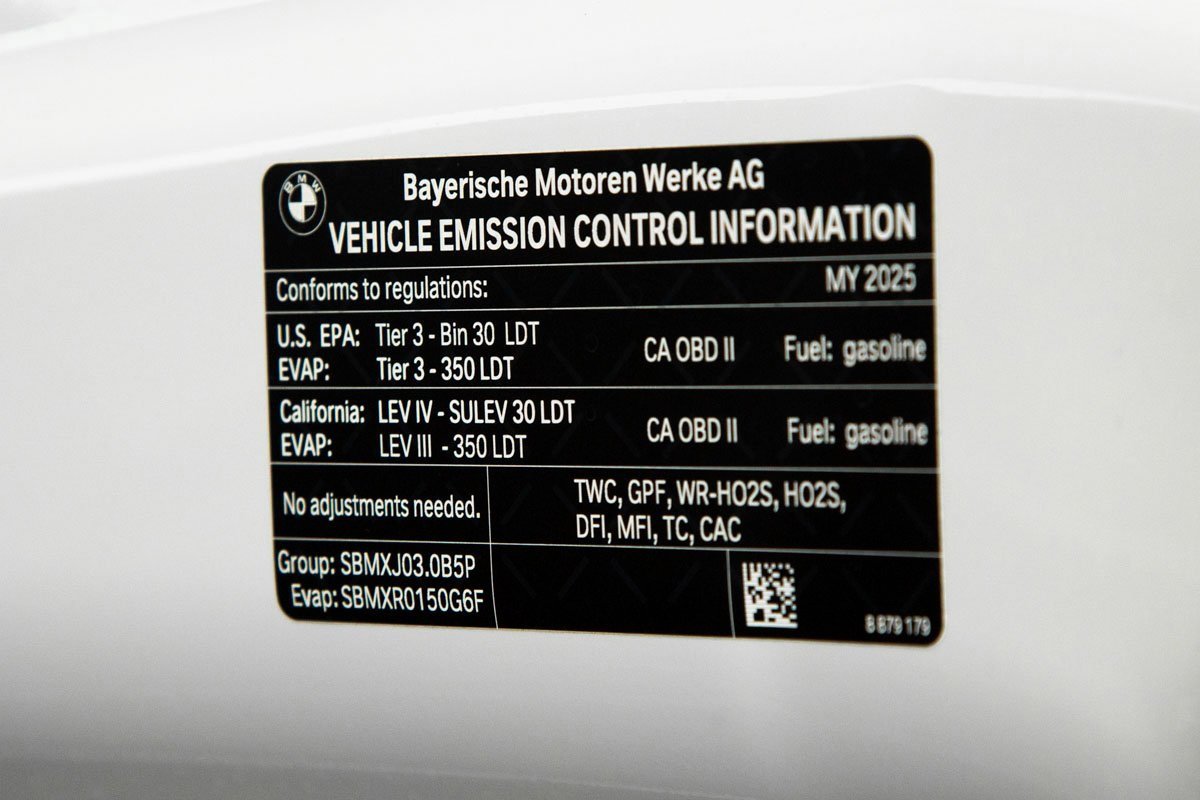 BMW
Bayerische Motoren Werke AG
VEHICLE EMISSION CONTROL INFORMATION
Conforms to regulations: MY 2025
U.S. EPA: Tier 3 - Bin 30 LDT CA OBD II Fuel: gasoline
EVAP: Tier 3 - 350 LDT
California: LEV IV - SULEV 30 LDT CA OBD II Fuel: gasoline
EVAP: LEV III - 350 LDT
No adjustments needed.
TWC, GPF, WR-HO2S, HO2S,
DFI, MFI, TC, CAC
Group: SBMXJ03.0B5P
Evap: SBMXR0150G6F
8 879 179